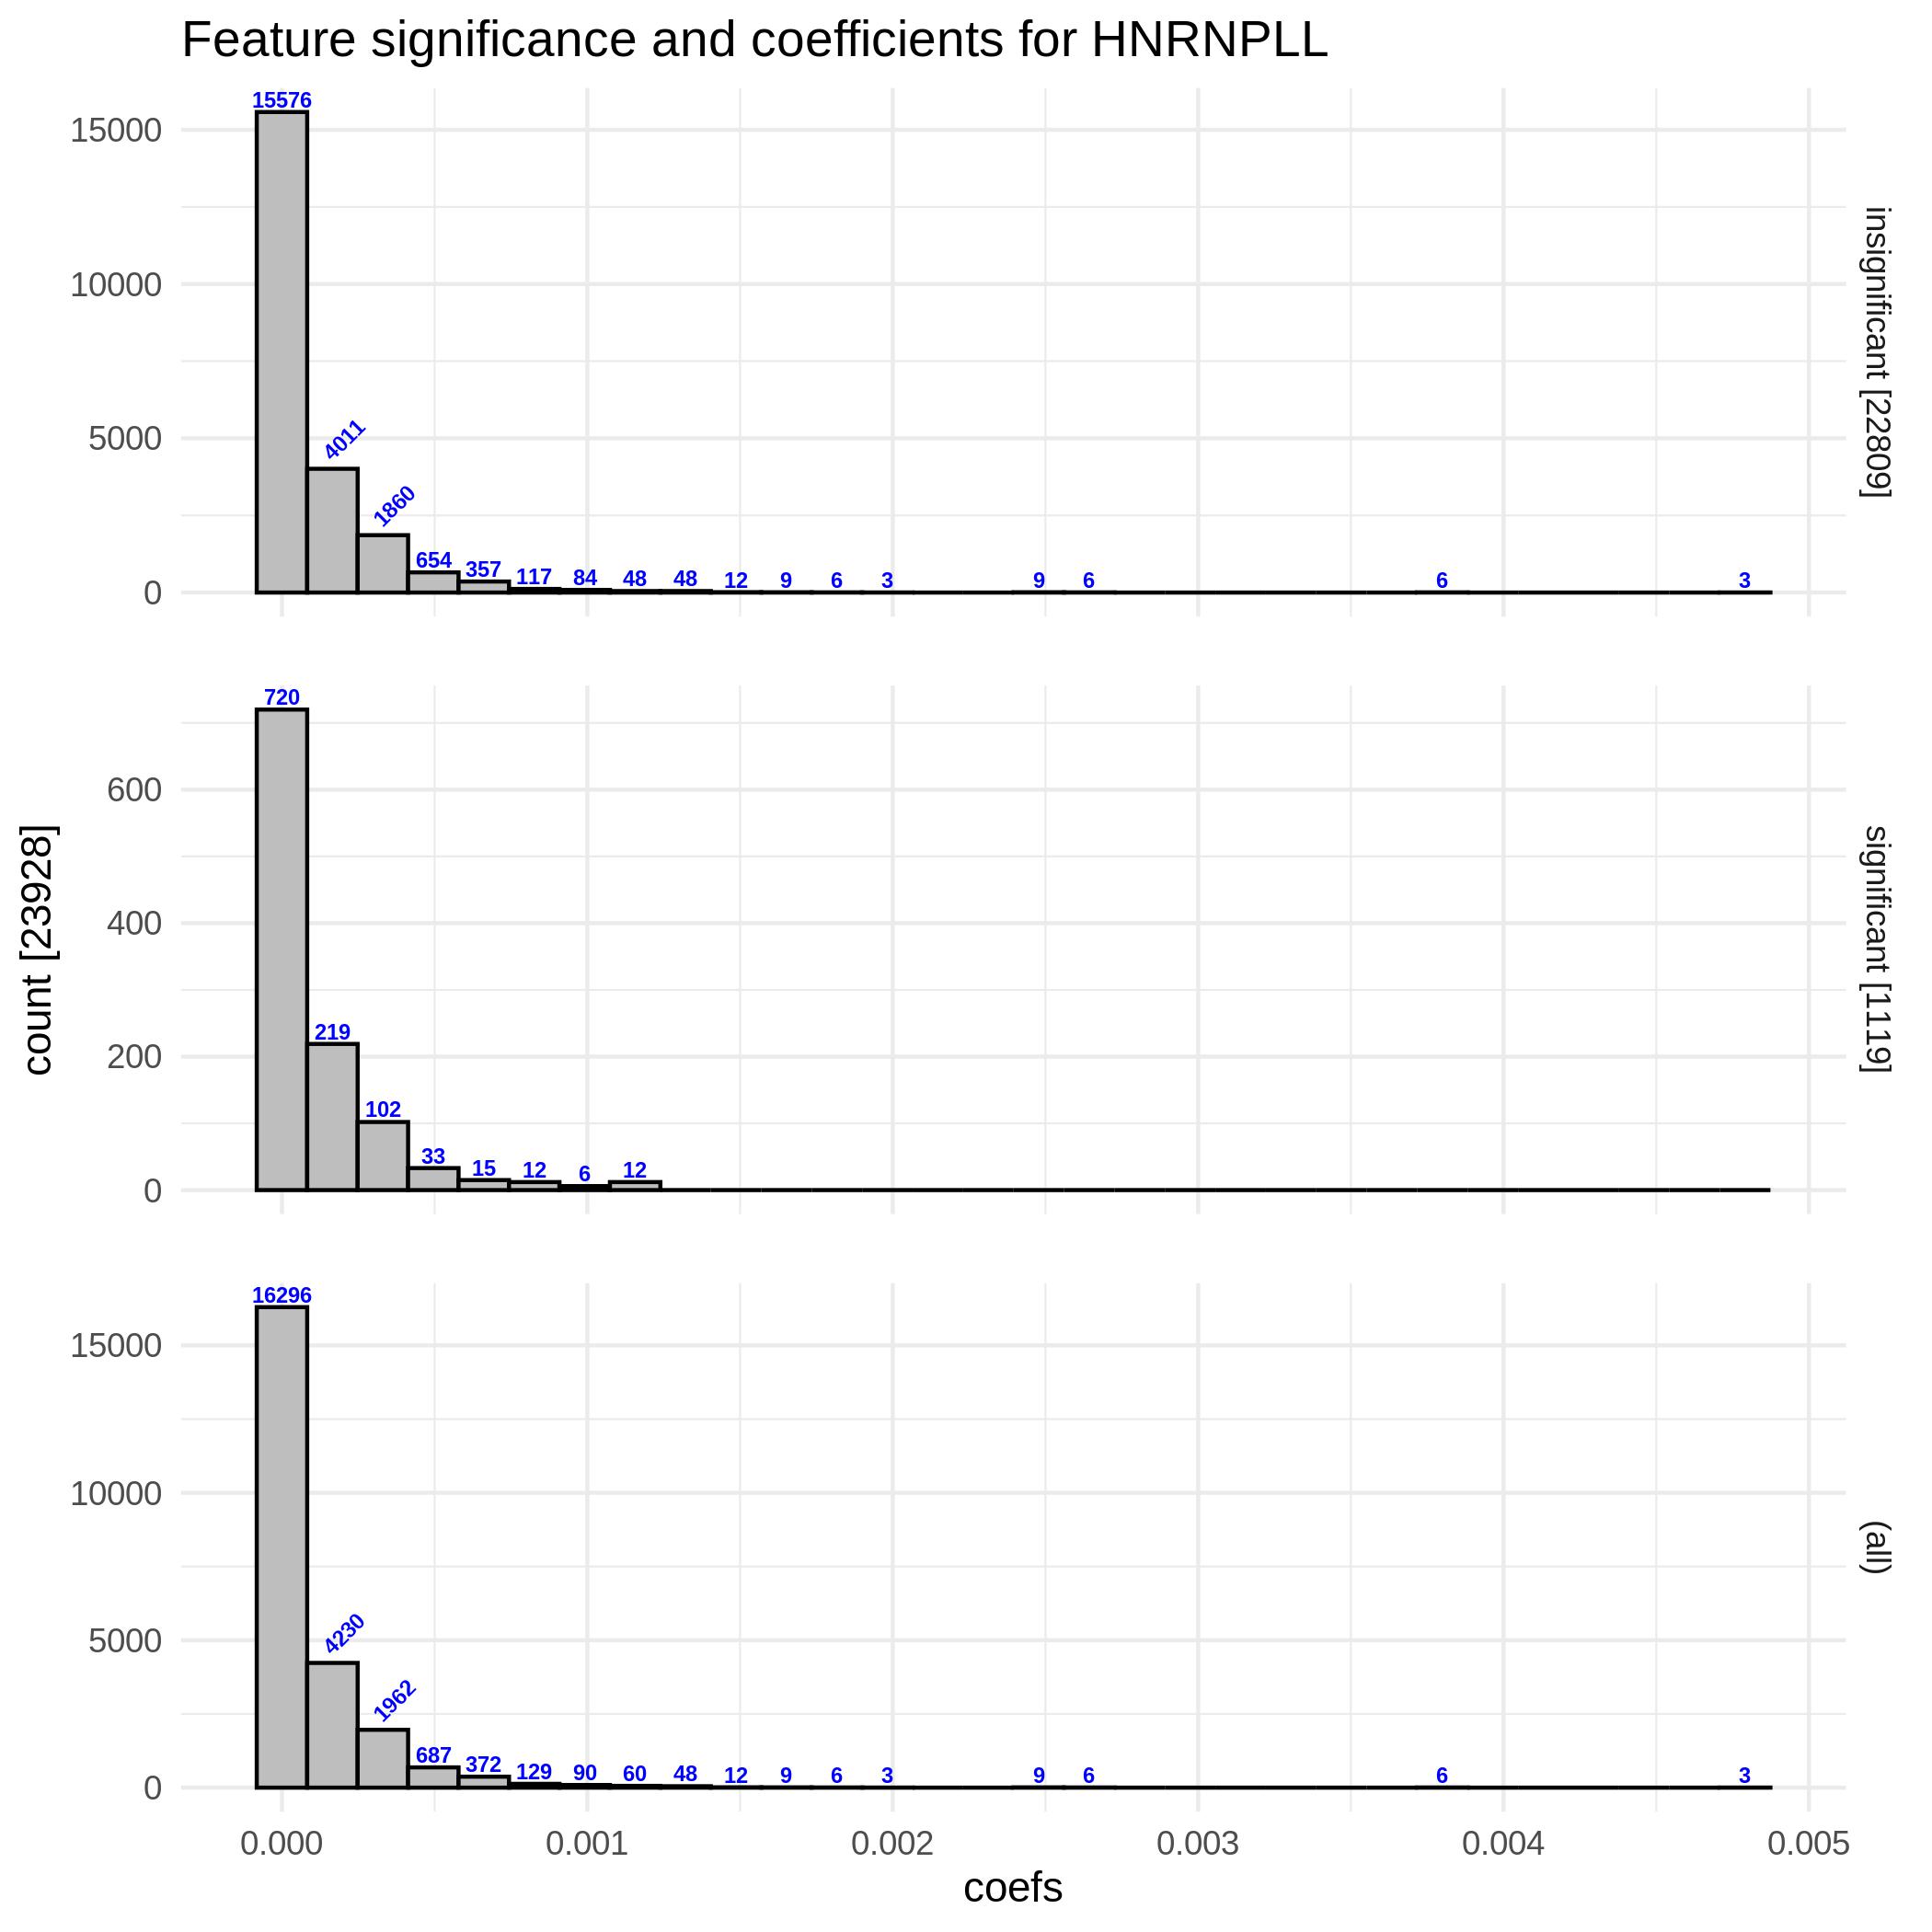 Feature significance and coefficients for HNRNPLL
count [23928]
15000
10000
5000
0
15576
4011
1860
654 357 117 84 48 48 12 9 6 3 9 6 6 3
insignificant [22809]
600
400
200
0
720
219
102
33 15 12 6 12
significant [1119]
15000
10000
5000
0
16296
4230
1962
687 372 129 90 60 48 12 9 6 3 9 6 6 3
(all)
0.000 0.001 0.002 0.003 0.004 0.005
coefs